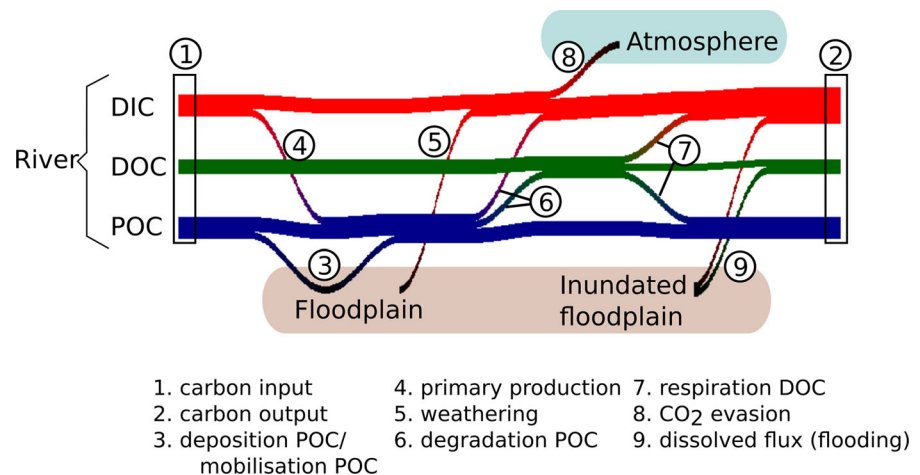 Atmosphere
1
2
8
River
DIC
DOC
POC
4
5
6
7
3
9
Floodplain
Inundated
floodplain
1. carbon input
2. carbon output
3. deposition POC/
mobilisation POC
4. primary production
5. weathering
6. degradation POC
7. respiration DOC
8. CO₂ evasion
9. dissolved flux (flooding)